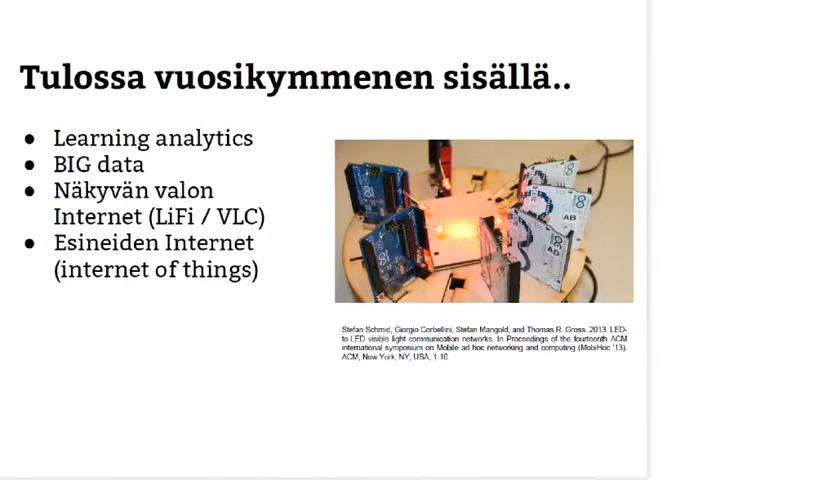 Tulossa vuosikymmenen sisällä..
● Learning analytics
● BIG data
● Näkyvän valon
Internet (LiFi / VLC)
● Esineiden Internet
(internet of things)
AB
AD
Stefan Schmid, Giorgio Corbellini, Stefan Mangold, and Thomas R. Gross. 2013. LED-
to-LED visible light communication networks. In Proceedings of the fourteenth ACM
international symposium on Mobile ad hoc networking and computing (MobiHoc '13).
ACM, New York, NY, USA, 1-10.